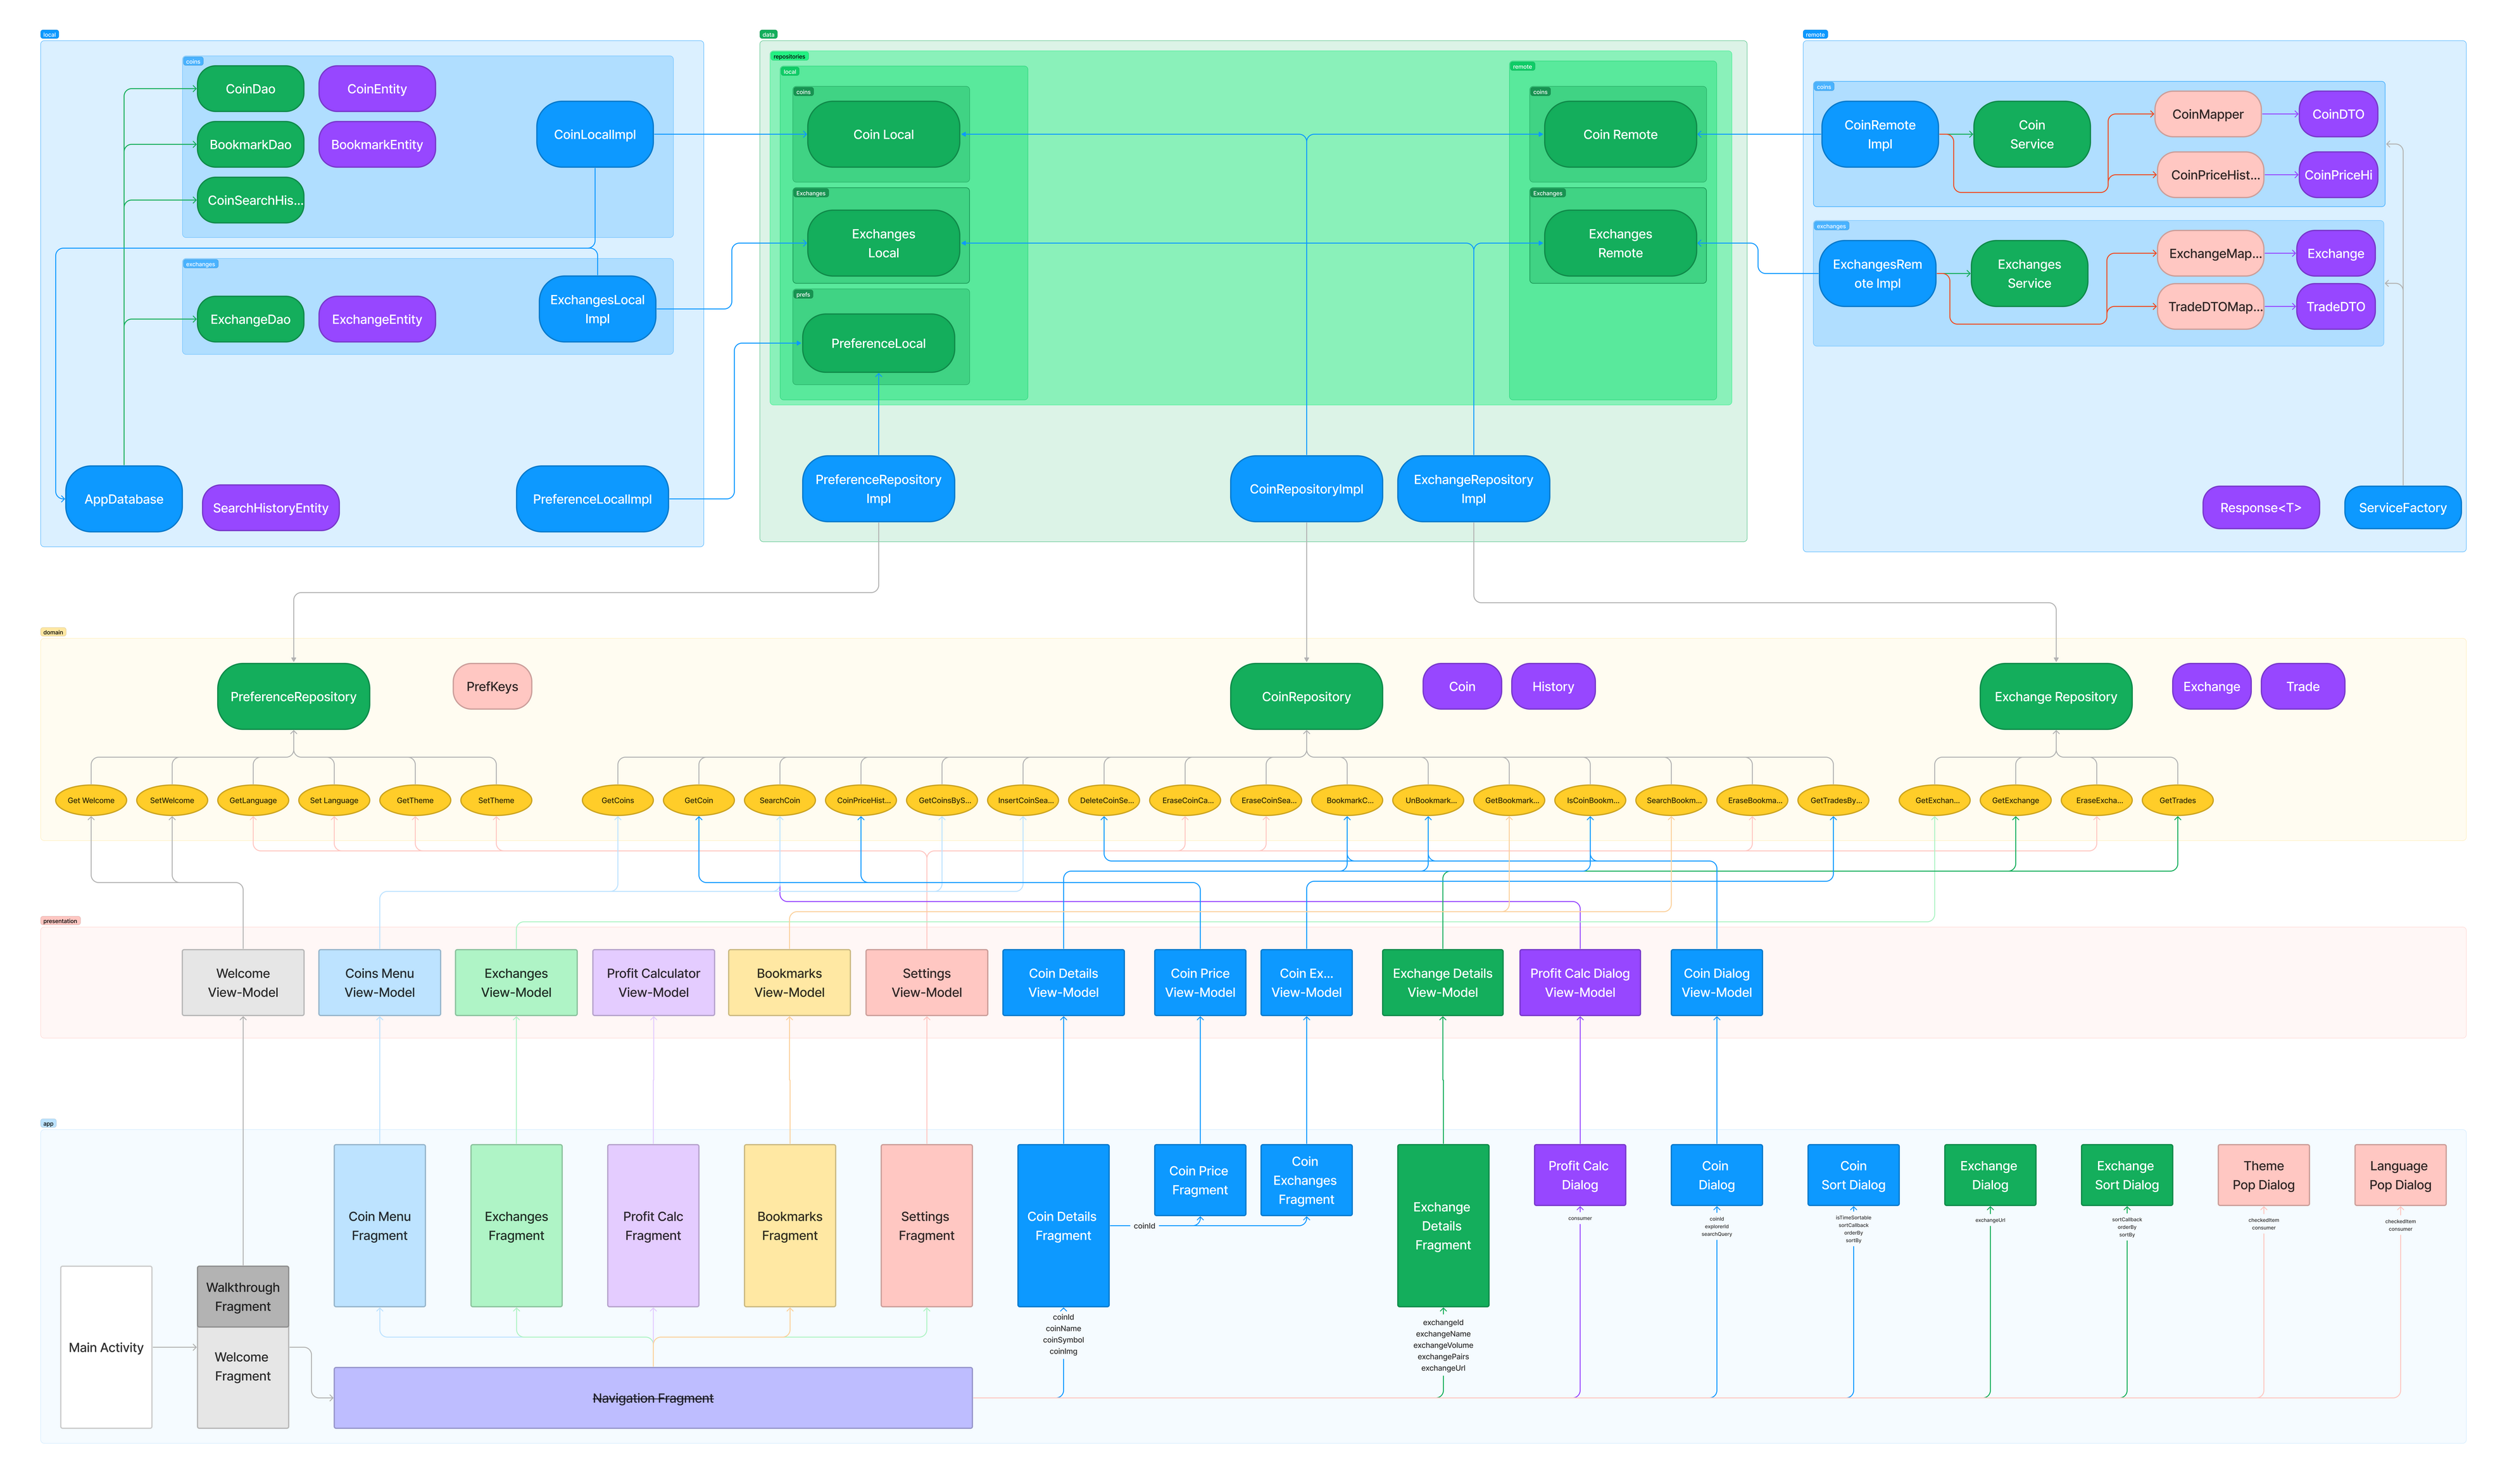 local
data
remote
coins
CoinDao
CoinEntity
BookmarkDao
BookmarkEntity
CoinSearchHis...
CoinLocalImpl
exchanges
ExchangeDao
ExchangeEntity
ExchangesLocal
Impl
AppDatabase
SearchHistoryEntity
PreferenceLocalImpl
repositories
local
coins
Coin Local
Exchanges
Exchanges
Local
prefs
PreferenceLocal
remote
coins
Coin Remote
Exchanges
Exchanges
Remote
PreferenceRepository
Impl
CoinRepositoryImpl
ExchangeRepository
Impl
coins
CoinRemote
Impl
Coin
Service
CoinMapper
CoinDTO
CoinPriceHist...
CoinPriceHi
exchanges
ExchangesRem
ote Impl
Exchanges
Service
ExchangeMap...
Exchange
TradeDTOMap...
TradeDTO
Response<T>
ServiceFactory
domain
PreferenceRepository
PrefKeys
CoinRepository
Coin
History
Exchange Repository
Exchange
Trade
Get Welcome
SetWelcome
GetLanguage
Set Language
GetTheme
SetTheme
GetCoins
GetCoin
SearchCoin
CoinPriceHist...
GetCoinsByS...
InsertCoinSea...
DeleteCoinSe...
EraseCoinCa...
EraseCoinSea...
BookmarkC...
UnBookmark...
GetBookmark...
IsCoinBookm...
SearchBookm...
EraseBookma...
GetTradesBy...
GetExchan...
GetExchange
EraseExcha...
GetTrades
presentation
Welcome
View-Model
Coins Menu
View-Model
Exchanges
View-Model
Profit Calculator
View-Model
Bookmarks
View-Model
Settings
View-Model
Coin Details
View-Model
Coin Price
View-Model
Coin Ex...
View-Model
Exchange Details
View-Model
Profit Calc Dialog
View-Model
Coin Dialog
View-Model
app
Main Activity
Walkthrough
Fragment
Welcome
Fragment
Coin Menu
Fragment
Exchanges
Fragment
Profit Calc
Fragment
Bookmarks
Fragment
Settings
Fragment
Navigation Fragment
Coin Details
Fragment
coinId
coinName
coinSymbol
coinImg
coinId
Coin Price
Fragment
Coin
Exchanges
Fragment
Exchange
Details
Fragment
exchangeId
exchangeName
exchangeVolume
exchangePairs
exchangeUrl
Profit Calc
Dialog
consumer
Coin
Dialog
coinId
explorerId
searchQuery
Coin
Sort Dialog
isTimeSortable
sortCallback
orderBy
sortBy
Exchange
Dialog
exchangeUrl
Exchange
Sort Dialog
sortCallback
orderBy
sortBy
Theme
Pop Dialog
checkedItem
consumer
Language
Pop Dialog
checkedItem
consumer